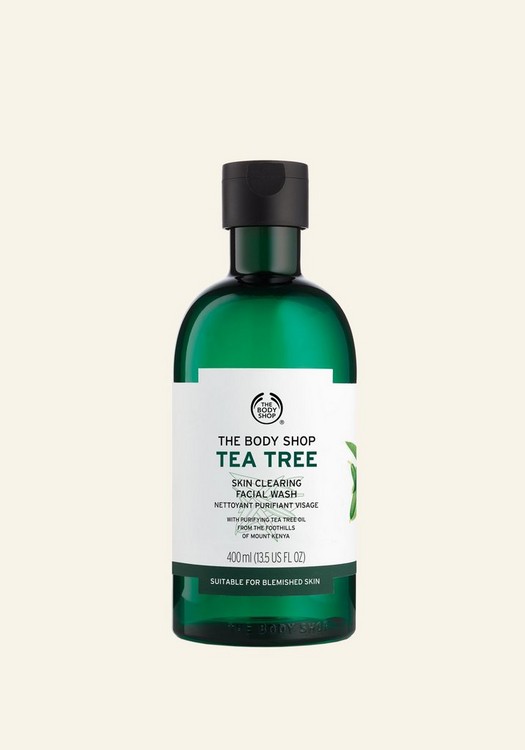 THE
BODY
SHOP
®
THE BODY SHOP
TEA TREE
SKIN CLEARING
FACIAL WASH
NETTOYANT PURIFIANT VISAGE
WITH PURIFYING TEA TREE OIL
FROM THE FOOTHILLS
OF MOUNT KENYA
400 ml (13.5 US FL OZ)
SUITABLE FOR BLEMISHED SKIN
THE BODY SHOP